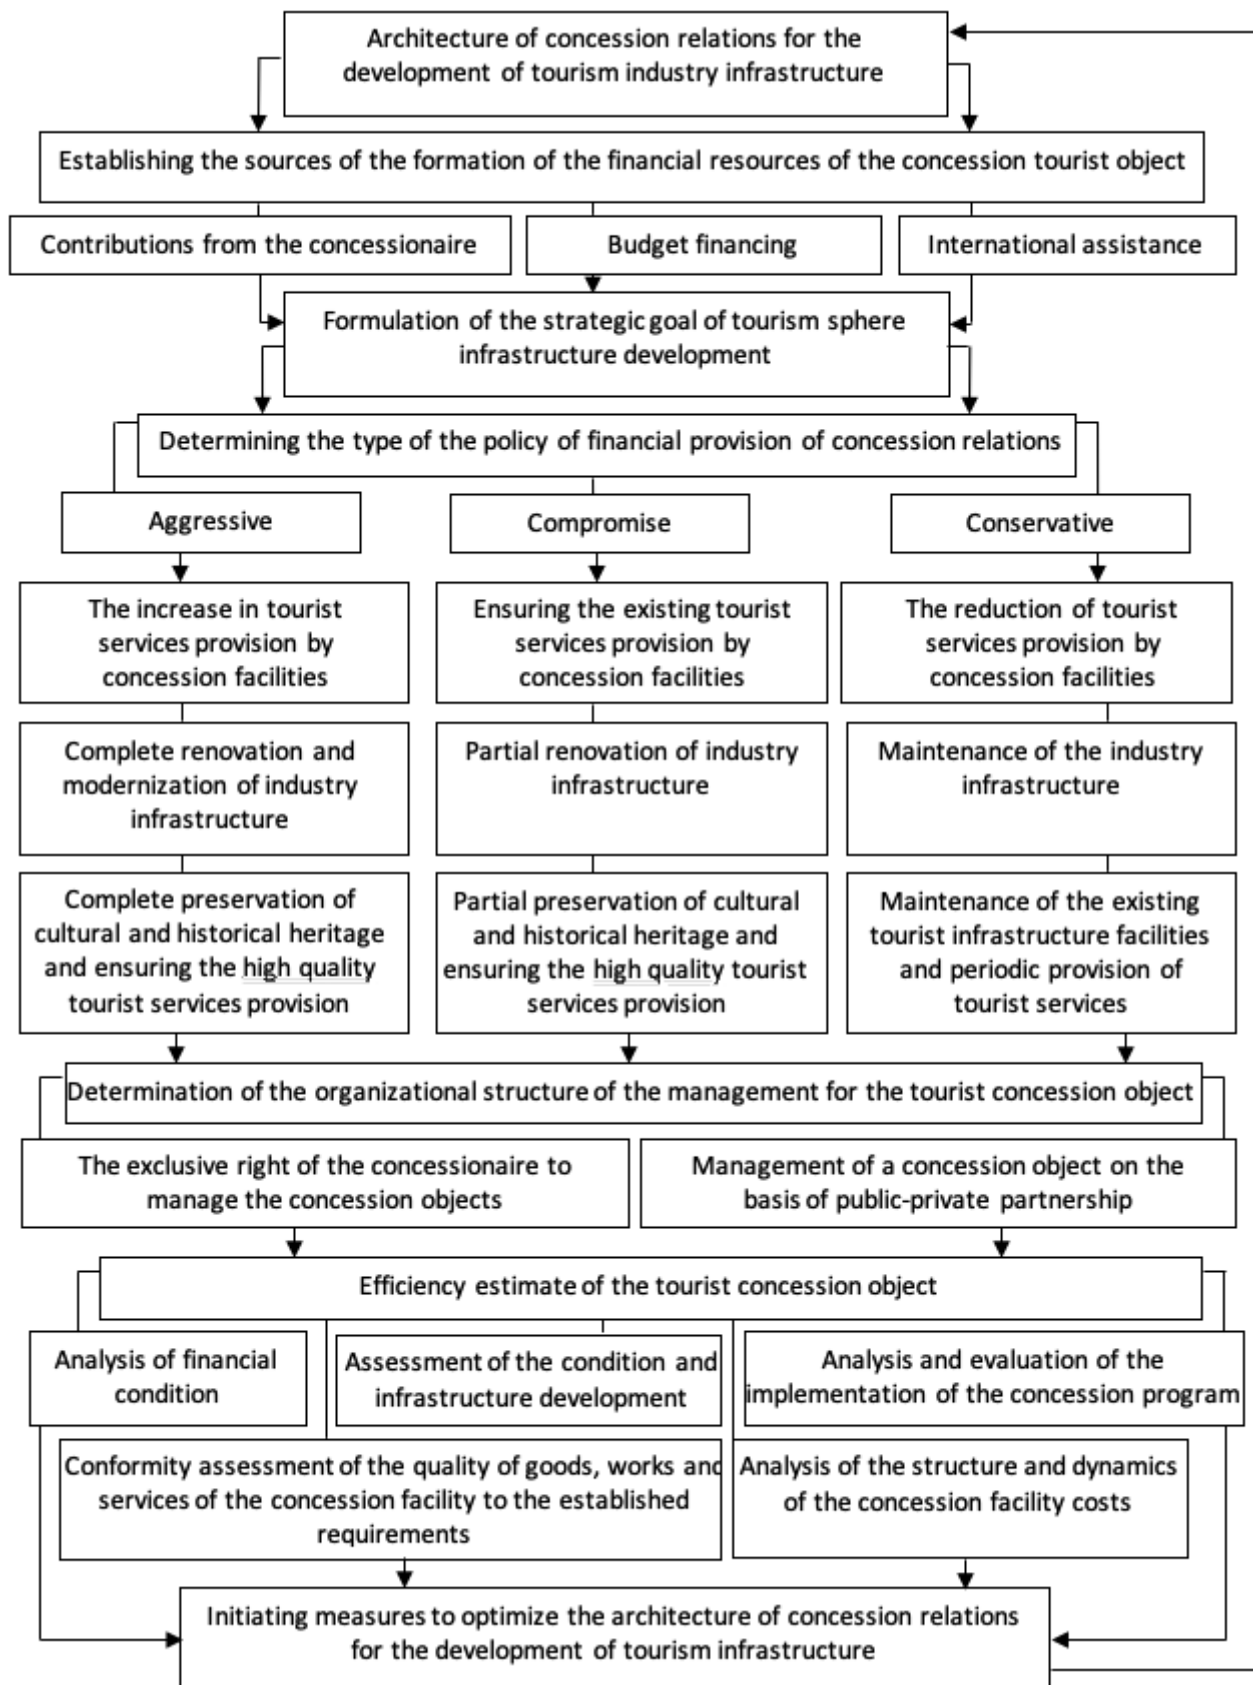 Architecture of concession relations for the
development of tourism industry infrastructure
Establishing the sources of the formation of the financial resources of the concession tourist object
Contributions from the concessionaire
Budget financing
International assistance
Formulation of the strategic goal of tourism sphere
infrastructure development
Determining the type of the policy of financial provision of concession relations
Aggressive
Compromise
Conservative
The increase in tourist
services provision by
concession facilities
Ensuring the existing tourist
services provision by
concession facilities
The reduction of tourist
services provision by
concession facilities
Complete renovation and
modernization of industry
infrastructure
Partial renovation of industry
infrastructure
Maintenance of the industry
infrastructure
Complete preservation of
cultural and historical heritage
and ensuring the high quality
tourist services provision
Partial preservation of cultural
and historical heritage and
ensuring the high quality tourist
services provision
Maintenance of the existing
tourist infrastructure facilities
and periodic provision of
tourist services
Determination of the organizational structure of the management for the tourist concession object
The exclusive right of the concessionaire to
manage the concession objects
Management of a concession object on the
basis of public-private partnership
Efficiency estimate of the tourist concession object
Analysis of financial
condition
Assessment of the condition and
infrastructure development
Analysis and evaluation of the
implementation of the concession program
Conformity assessment of the quality of goods, works and
services of the concession facility to the established
requirements
Analysis of the structure and dynamics
of the concession facility costs
Initiating measures to optimize the architecture of concession relations
for the development of tourism infrastructure